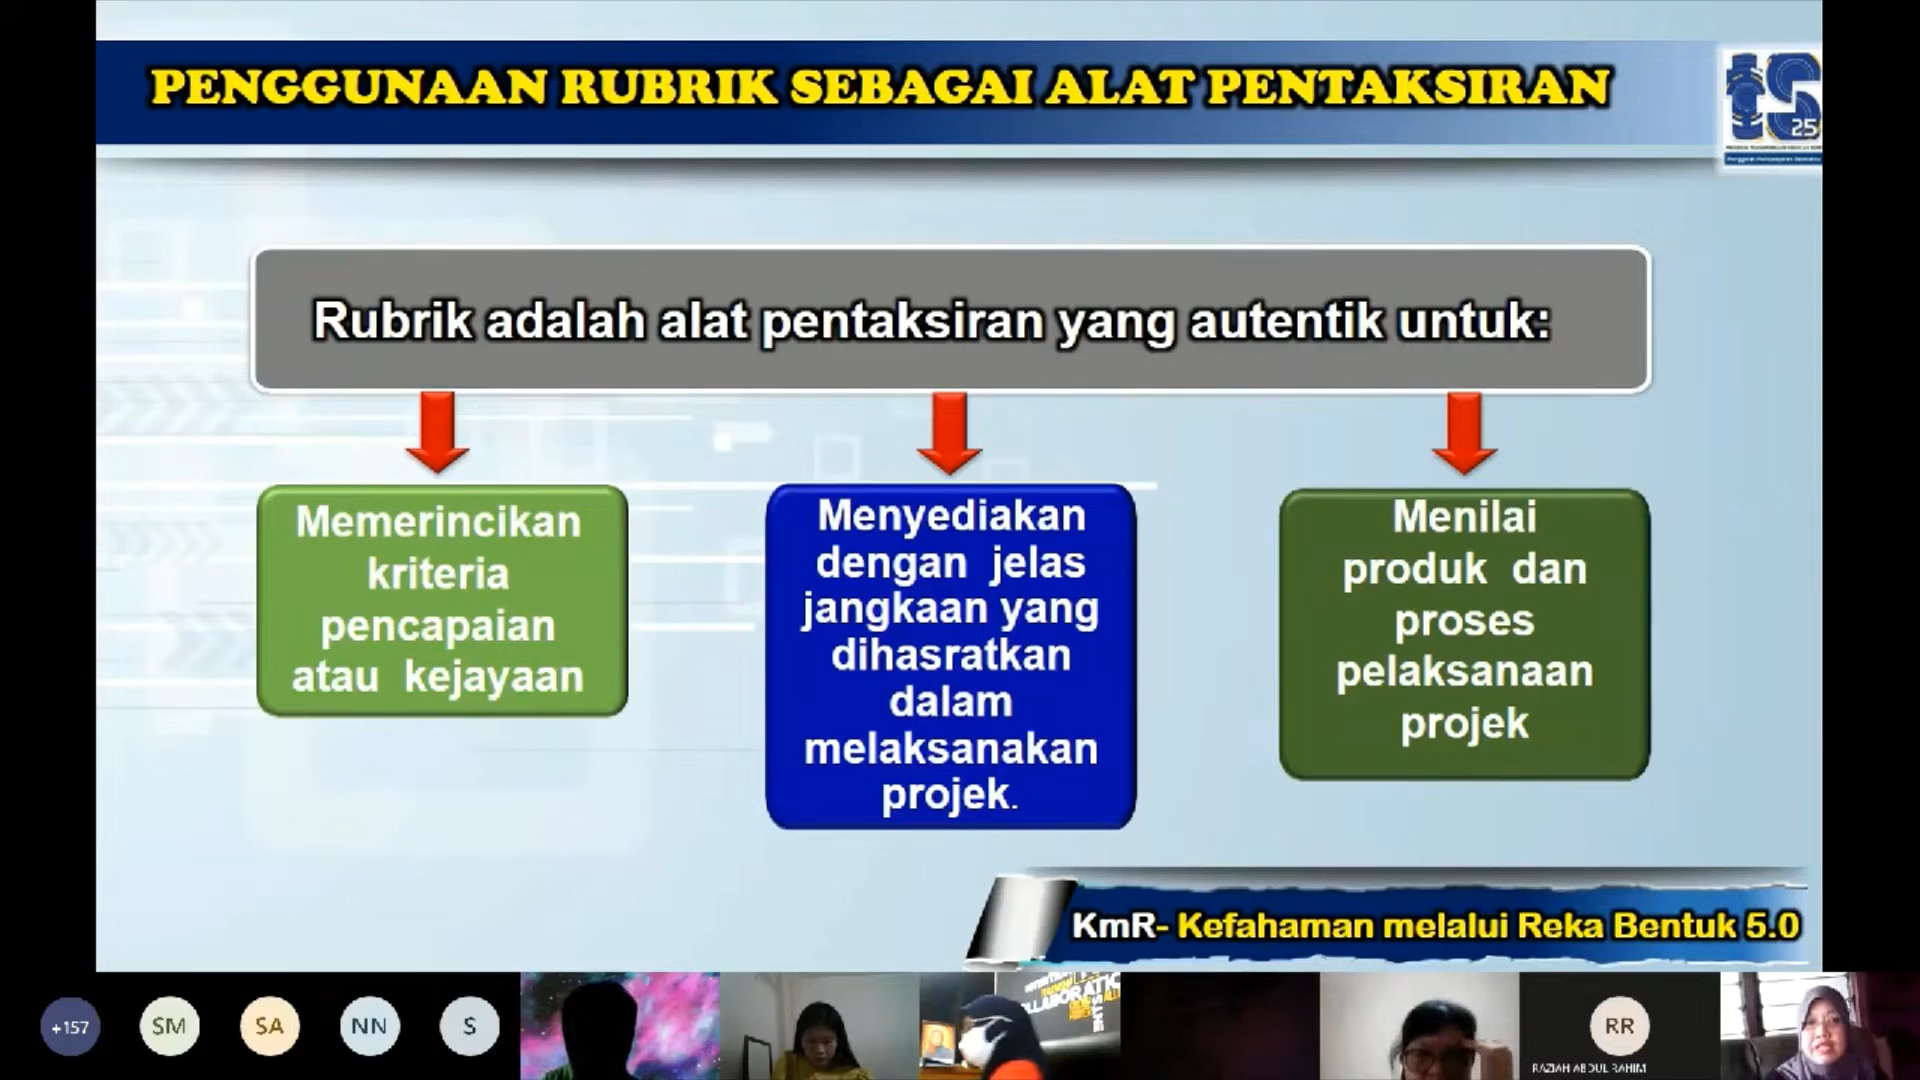 PENGGUNAAN RUBRIK SEBAGAI ALAT PENTAKSIRAN
ts
25
Rubrik adalah alat pentaksiran yang autentik untuk:
Memerincikan
kriteria
pencapaian
atau kejayaan
Menyediakan
dengan jelas
jangkaan yang
dihasratkan
dalam
melaksanakan
projek.
Menilai
produk dan
proses
pelaksanaan
projek
KmR- Kefahaman melalui Reka Bentuk 5.0
+157
SM
SA
NN
S
RR
RAZIAH ABDUL RAHIM